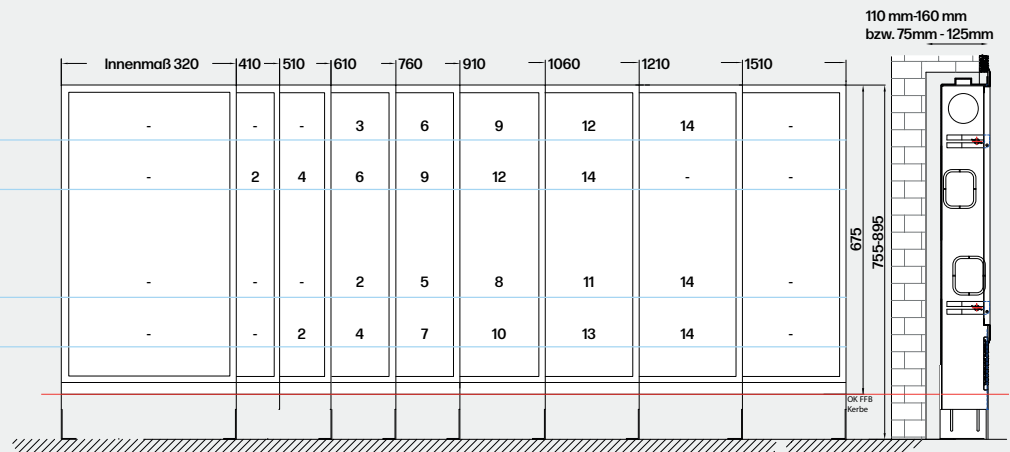 110 mm-160 mm
bzw. 75mm - 125mm
Innenmaß 320 410 510 610 760 910 1060 1210 1510
- - - 3 6 9 12 14 -
- 2 4 6 9 12 14 - -
675
755-895
- - - 2 5 8 11 14 -
- - 2 4 7 10 13 14 -
OK FFB
Kerbe